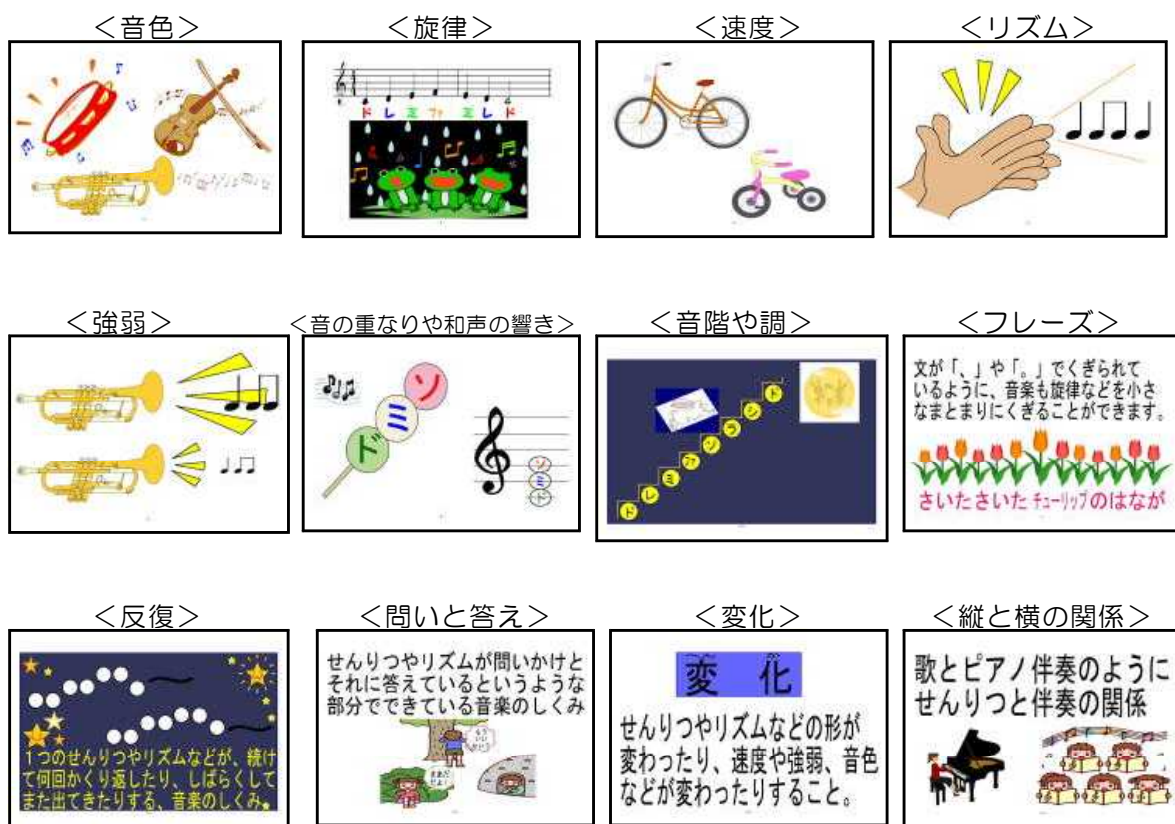 ＜音色＞
＜旋律＞
＜速度＞
＜リズム＞
ド レ ミ ファ ミ レ ド
＜強弱＞
＜音の重なりや和声の響き＞
＜音階や調＞
＜フレーズ＞
ソ
ミ
ド
ソ
ミ
ド
ド レ ミ ファ ソ ラ シ ド
文が「、」や「。」でくぎられて
いるように、音楽も旋律などを小さ
なまとまりにくぎることができます。
さいたさいた チューリップのはなが
＜反復＞
＜問いと答え＞
＜変化＞
＜縦と横の関係＞
１つのせんりつやリズムなどが、続け
て何回かくり返したり、しばらくして
また出てきたりする、音楽のしくみ。
せんりつやリズムが問いかけと
それに答えているというような
部分でできている音楽のしくみ
もう
いい
かい？
まあだ
だよ！
変 化
せんりつやリズムなどの形が
変わったり、速度や強弱、音色
などが変わったりすること。
歌とピアノ伴奏のように
せんりつと伴奏の関係